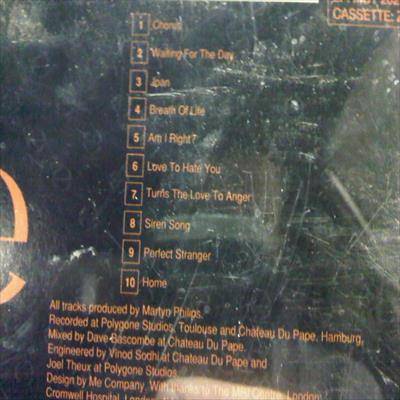 CASSETTE:
1 Chorus
2 Waiting For The Day
3 Joan
4 Breath Of Life
5 Am I Right?
6 Love To Hate You
7 Turns The Love To Anger
8 Siren Song
9 Perfect Stranger
10 Home
e
All tracks produced by Martyn Philips.
Recorded at Polygone Studios, Toulouse and Chateau Du Pape, Hamburg.
Mixed by Dave Bascombe at Chateau Du Pape.
Engineered by Vinod Sodhi at Chateau Du Pape and
Joel Theux at Polygone Studios
Design by Me Company. With thanks to The Centre, London,
Cromwell Hospital,